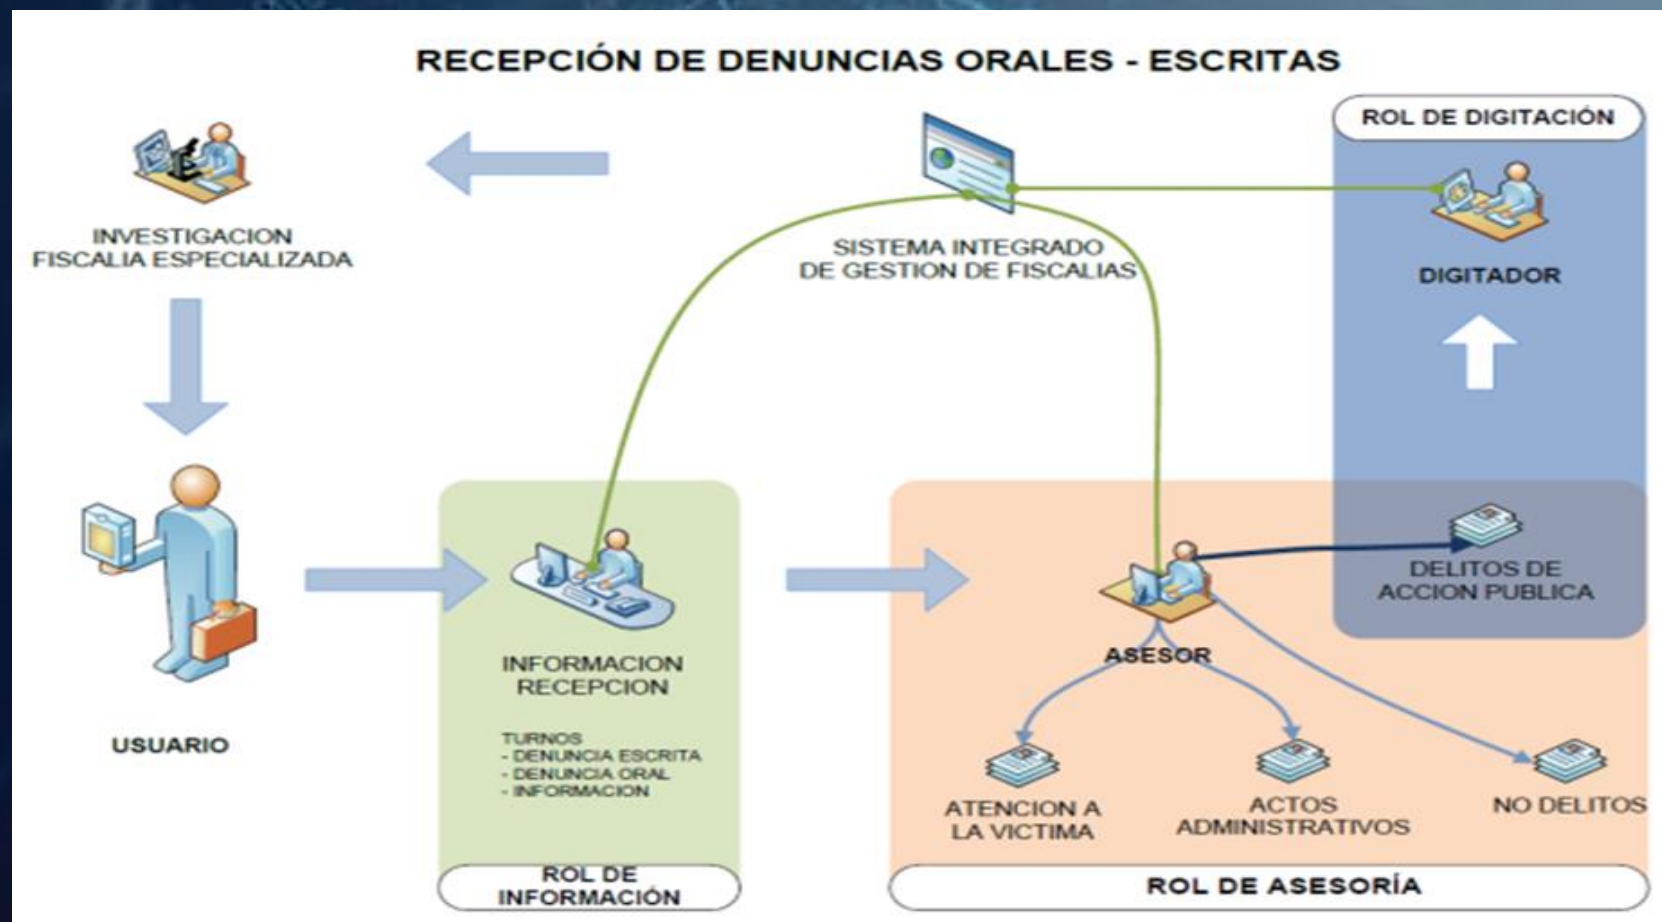 RECEPCIÓN DE DENUNCIAS ORALES - ESCRITAS
ROL DE DIGITACIÓN
INVESTIGACION
FISCALIA ESPECIALIZADA
SISTEMA INTEGRADO
DE GESTION DE FISCALIAS
DIGITADOR
DELITOS DE
ACCION PUBLICA
USUARIO
INFORMACION
RECEPCION
TURNOS
- DENUNCIA ESCRITA
- DENUNCIA ORAL
- INFORMACION
ROL DE
INFORMACIÓN
ASESOR
ATENCION A
LA VICTIMA
ACTOS
ADMINISTRATIVOS
NO DELITOS
ROL DE ASESORÍA